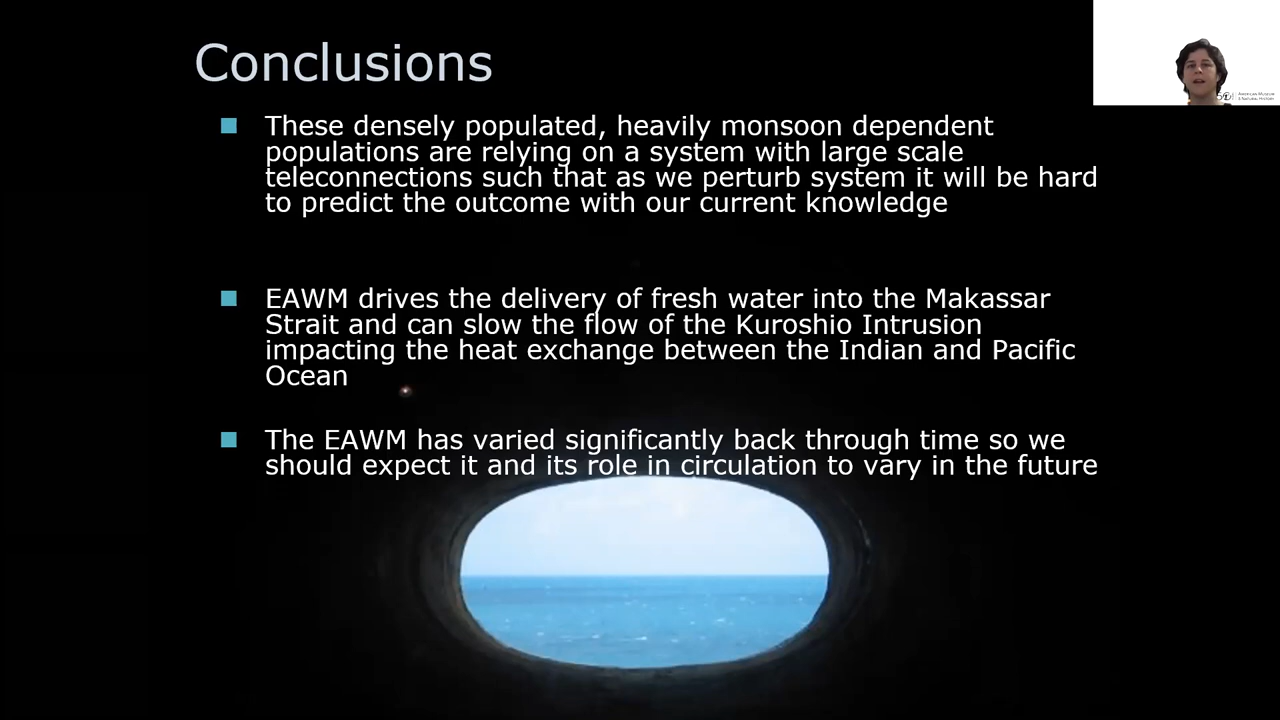 Conclusions
These densely populated, heavily monsoon dependent
populations are relying on a system with large scale
teleconnections such that as we perturb system it will be hard
to predict the outcome with our current knowledge
EAWM drives the delivery of fresh water into the Makassar
Strait and can slow the flow of the Kuroshio Intrusion
impacting the heat exchange between the Indian and Pacific
Ocean
The EAWM has varied significantly back through time so we
should expect it and its role in circulation to vary in the future